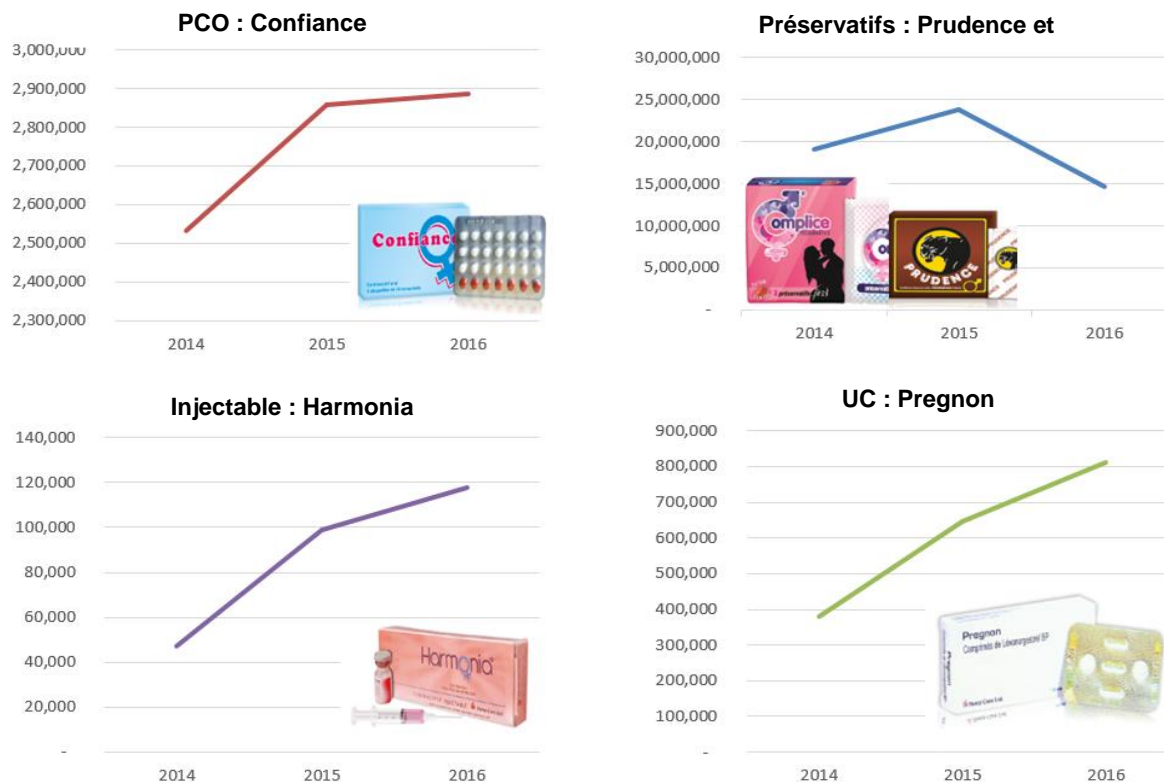 PCO : Confiance
3,000,000
2,900,000
2,800,000
2,700,000
2,600,000
2,500,000
2,400,000
2,300,000
2014 2015 2016
Confiance
Préservatifs : Prudence et
30,000,000
25,000,000
20,000,000
15,000,000
10,000,000
5,000,000
-
2014 2015 2016
omplice
PRUDENCE
Injectable : Harmonia
140,000
120,000
100,000
80,000
60,000
40,000
20,000
-
2014 2015 2016
Harmonia
UC : Pregnon
900,000
800,000
700,000
600,000
500,000
400,000
300,000
200,000
100,000
-
2014 2015 2016
Pregnon
Comprimés de Lévonorgestrel BP